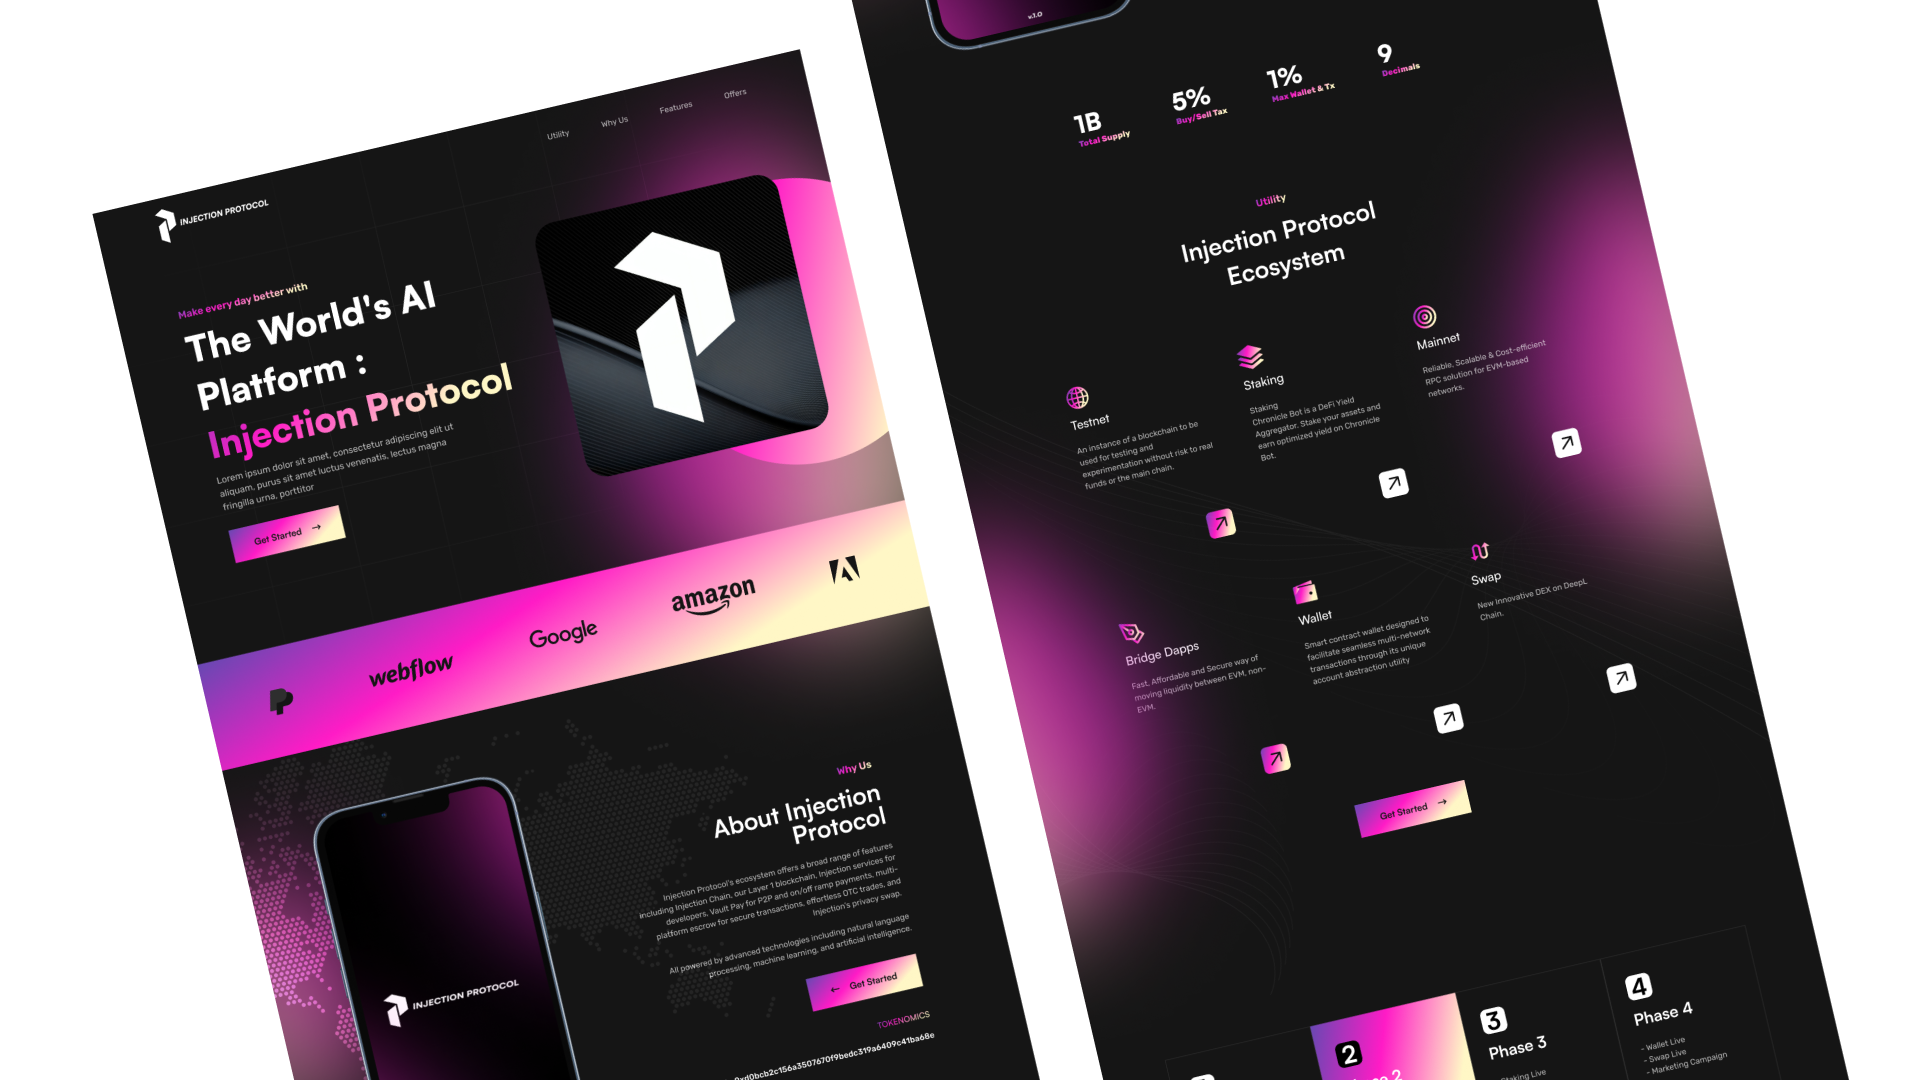 INJECTION PROTOCOL
Utility
Why Us
Features
Offers
Make every day better with
The World's AI
Platform :
Injection Protocol
Lorem ipsum dolor sit amet, consectetur adipiscing elit ut
aliquam, purus sit amet luctus venenatis, lectus magna
fringilla urna, porttitor
Get Started →
webflow
Google
amazon
Why Us
About Injection
Protocol
Injection Protocol's ecosystem offers a broad range of features
including Injection Chain, our Layer 1 blockchain, Injection services for
developers, Vault Pay for P2P and on/off ramp payments, multi-
platform escrow for secure transactions, effortless OTC trades, and
Injection's privacy swap.
All powered by advanced technologies including natural language
processing, machine learning, and artificial intelligence.
← Get Started
INJECTION PROTOCOL
TOKENOMICS
v.1.0
1B
Total Supply
5%
Buy/Sell Tax
1%
Max Wallet & Tx
9
Decimals
Utility
Injection Protocol
Ecosystem
Testnet
An instance of a blockchain to be
used for testing and
experimentation without risk to real
funds or the main chain.
Staking
Staking
Chronicle Bot is a DeFi Yield
Aggregator. Stake your assets and
earn optimized yield on Chronicle
Bot.
Mainnet
Reliable, Scalable & Cost-efficient
RPC solution for EVM-based
networks.
Bridge Dapps
Fast, Affordable and Secure way of
moving liquidity between EVM, non-
EVM.
Wallet
Smart contract wallet designed to
facilitate seamless multi-network
transactions through its unique
account abstraction utility
Swap
New Innovative DEX on DeepL
Chain.
Get Started →
2
3
Phase 3
4
Phase 4
- Wallet Live
- Swap Live
- Marketing Campaign